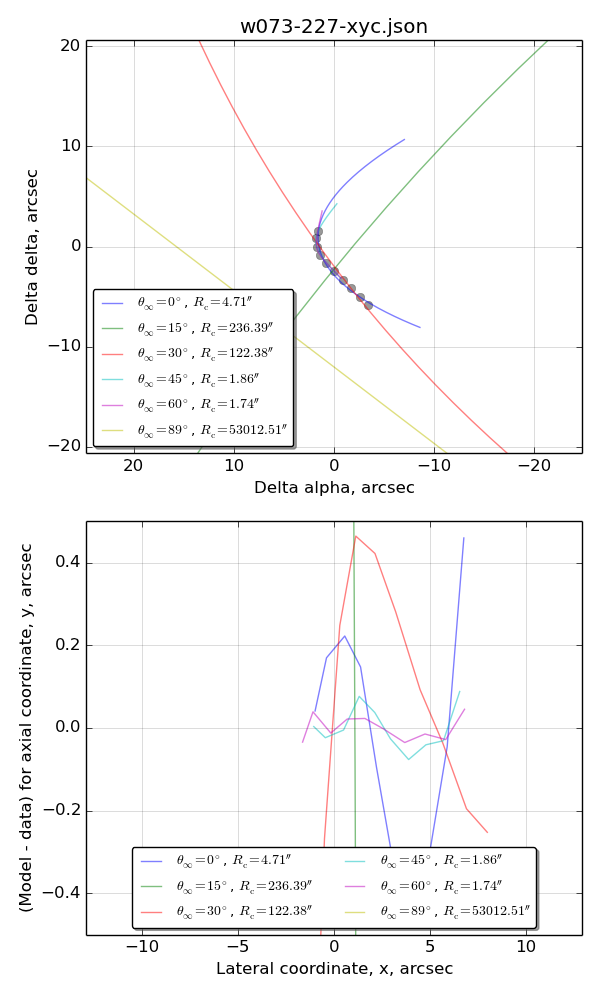 w073-227-xyc.json
20
10
0
−10
−20
Delta delta, arcsec
θ∞=0°, Rc=4.71″
θ∞=15°, Rc=236.39″
θ∞=30°, Rc=122.38″
θ∞=45°, Rc=1.86″
θ∞=60°, Rc=1.74″
θ∞=89°, Rc=53012.51″
20 10 0 −10 −20
Delta alpha, arcsec
0.4
0.2
0.0
−0.2
−0.4
(Model - data) for axial coordinate, y, arcsec
θ∞=0°, Rc=4.71″ θ∞=45°, Rc=1.86″
θ∞=15°, Rc=236.39″ θ∞=60°, Rc=1.74″
θ∞=30°, Rc=122.38″ θ∞=89°, Rc=53012.51″
−10 −5 0 5 10
Lateral coordinate, x, arcsec